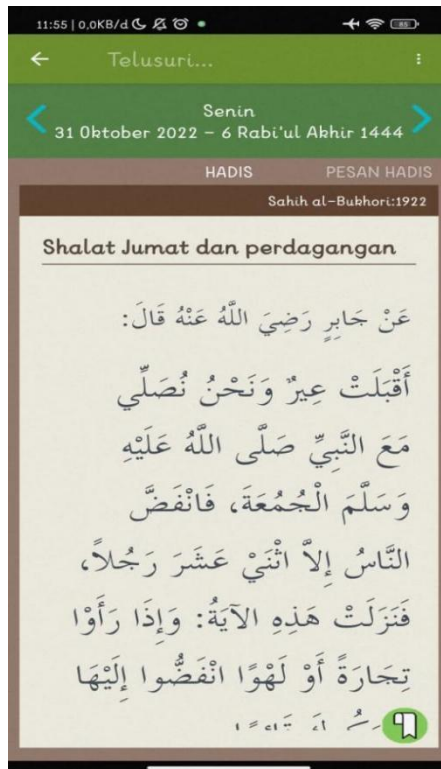 11:55 | 0,0KB/d
85
Telusuri...
Senin
31 Oktober 2022 – 6 Rabi'ul Akhir 1444
HADIS PESAN HADIS
Sahih al-Bukhori:1922
Shalat Jumat dan perdagangan
عَنْ جَابِرٍ رَضِيَ اللَّهُ عَنْهُ قَالَ:
أَقْبَلَتْ عِيرٌ وَنَحْنُ نُصَلِّي
مَعَ النَّبِيِّ صَلَّى اللَّهُ عَلَيْهِ
وَسَلَّمَ الْجُمُعَةَ، فَانْفَضَّ
النَّاسُ إِلاَّ اثْنَيْ عَشَرَ رَجُلاً،
فَنَزَلَتْ هَذِهِ الآيَةُ: وَإِذَا رَأَوْا
تِجَارَةً أَوْ لَهْوًا انْفَضُّوا إِلَيْهَا